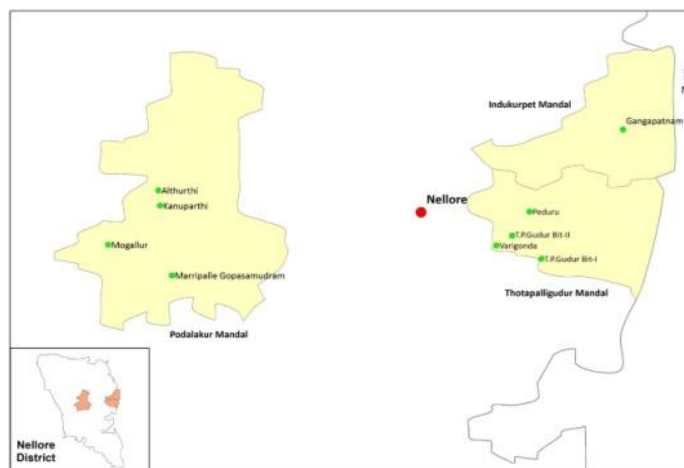 Indukurpet Mandal
Gangapatnam
Althurthi
Kanuparthi
Nellore
Peduru
T.P.Gudur Bit-II
Mogallur
Varigonda
T.P.Gudur Bit-I
Marripalle Gopasamudram
Thotapalligudur Mandal
Podalakur Mandal
Nellore
District